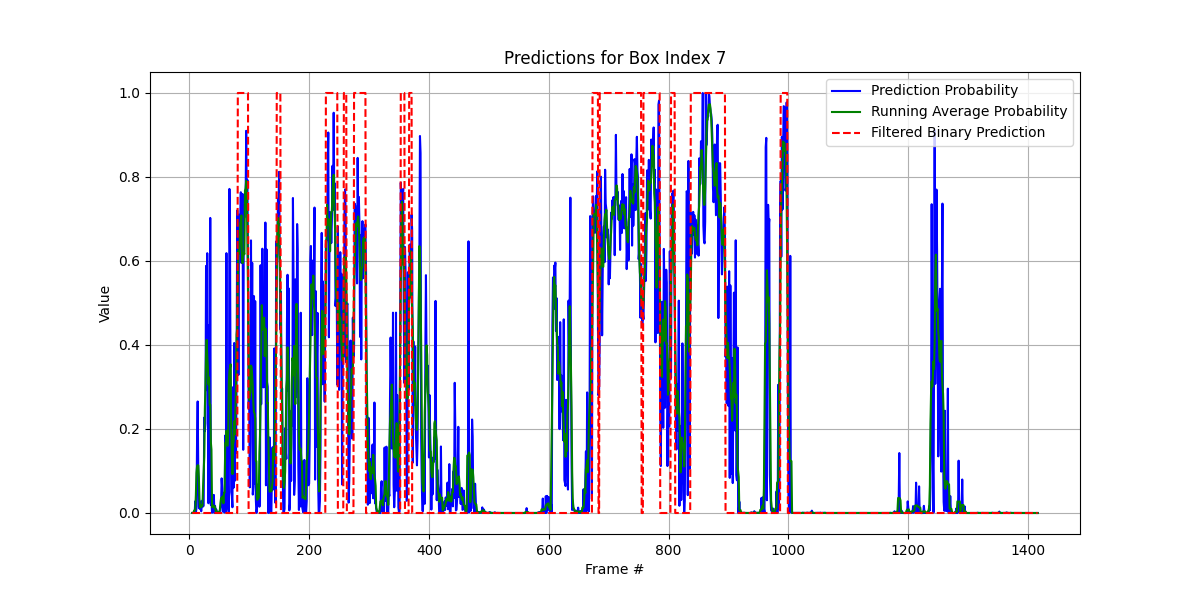 Predictions for Box Index 7
Prediction Probability
Running Average Probability
Filtered Binary Prediction
Value
1.0
0.8
0.6
0.4
0.2
0.0
0 200 400 600 800 1000 1200 1400
Frame #